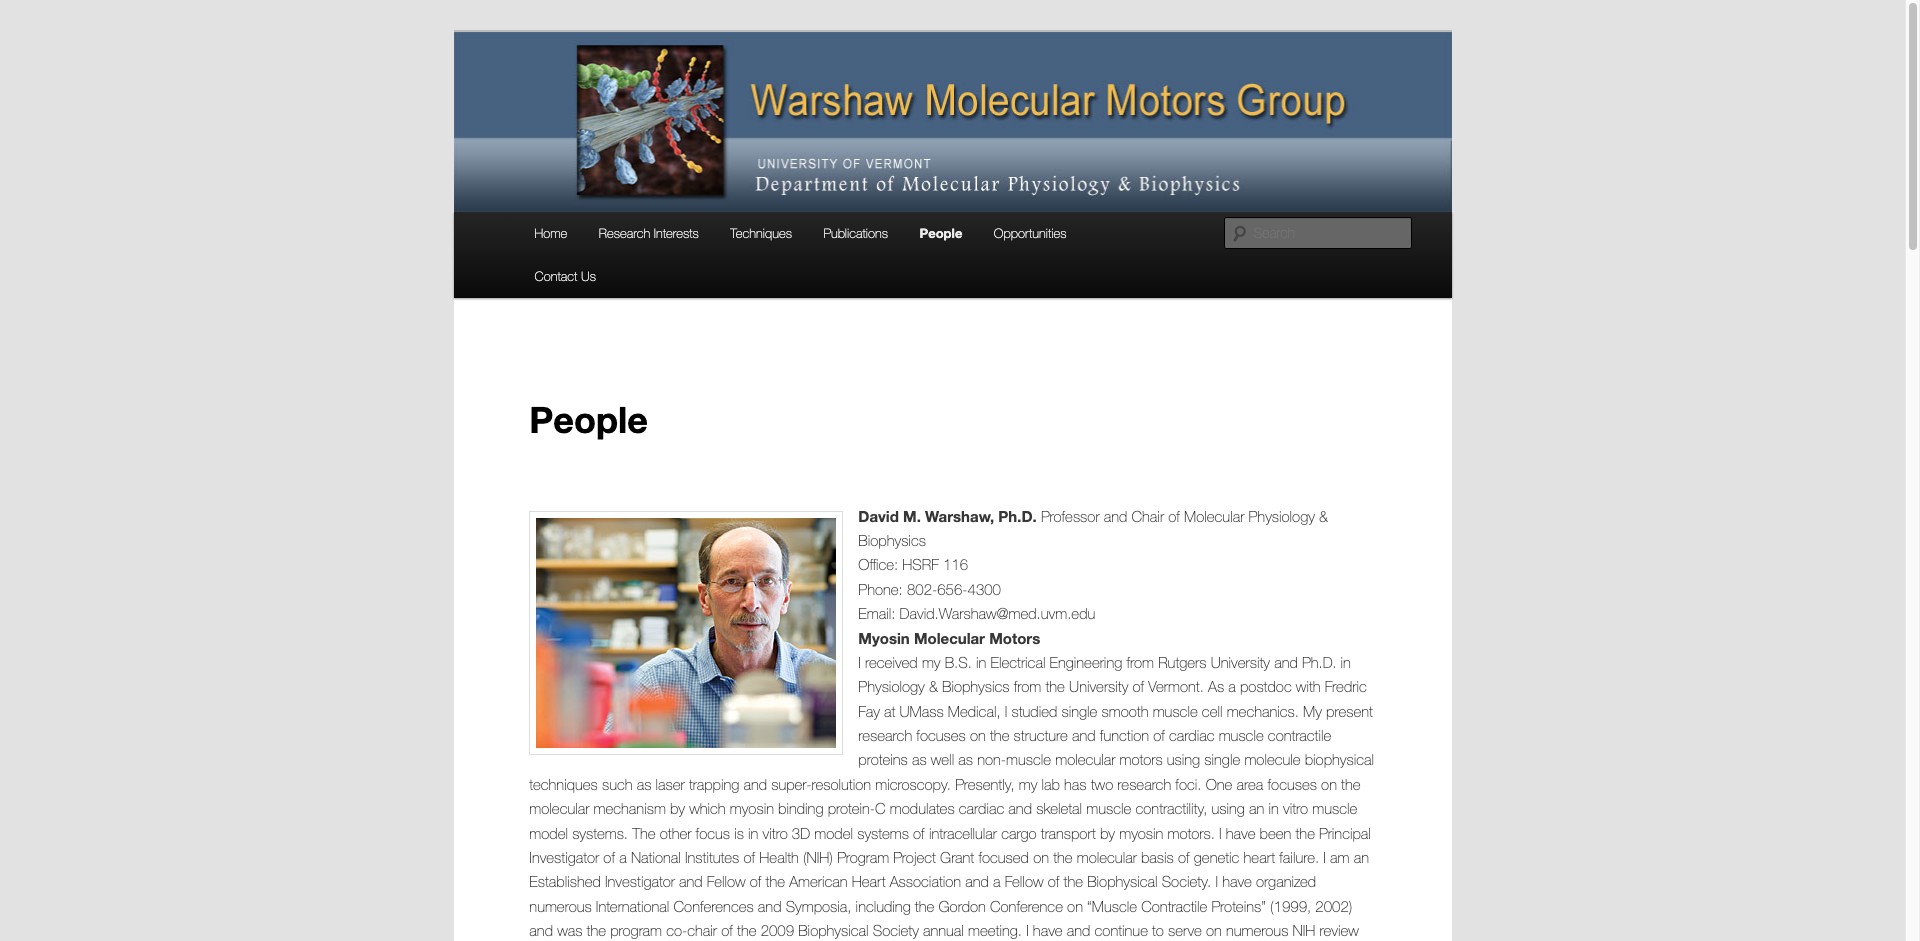 Warshaw Molecular Motors Group
UNIVERSITY OF VERMONT
Department of Molecular Physiology & Biophysics
Home Research Interests Techniques Publications People Opportunities
Search
Contact Us
People
David M. Warshaw, Ph.D. Professor and Chair of Molecular Physiology &
Biophysics
Office: HSRF 116
Phone: 802-656-4300
Email: David.Warshaw@med.uvm.edu
Myosin Molecular Motors
I received my B.S. in Electrical Engineering from Rutgers University and Ph.D. in
Physiology & Biophysics from the University of Vermont. As a postdoc with Fredric
Fay at UMass Medical, I studied single smooth muscle cell mechanics. My present
research focuses on the structure and function of cardiac muscle contractile
proteins as well as non-muscle molecular motors using single molecule biophysical
techniques such as laser trapping and super-resolution microscopy. Presently, my lab has two research foci. One area focuses on the
molecular mechanism by which myosin binding protein-C modulates cardiac and skeletal muscle contractility, using an in vitro muscle
model systems. The other focus is in vitro 3D model systems of intracellular cargo transport by myosin motors. I have been the Principal
Investigator of a National Institutes of Health (NIH) Program Project Grant focused on the molecular basis of genetic heart failure. I am an
Established Investigator and Fellow of the American Heart Association and a Fellow of the Biophysical Society. I have organized
numerous International Conferences and Symposia, including the Gordon Conference on “Muscle Contractile Proteins” (1999, 2002)
and was the program co-chair of the 2009 Biophysical Society annual meeting. I have and continue to serve on numerous NIH review